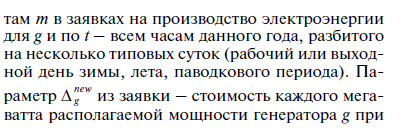 там m в заявках на производство электроэнергии
для g и по t – всем часам данного года, разбитого
на несколько типовых суток (рабочий или выход-
ной день зимы, лета, паводкового периода). Па-
раметр Δ_g^new из заявки – стоимость каждого мега-
ватта располагаемой мощности генератора g при